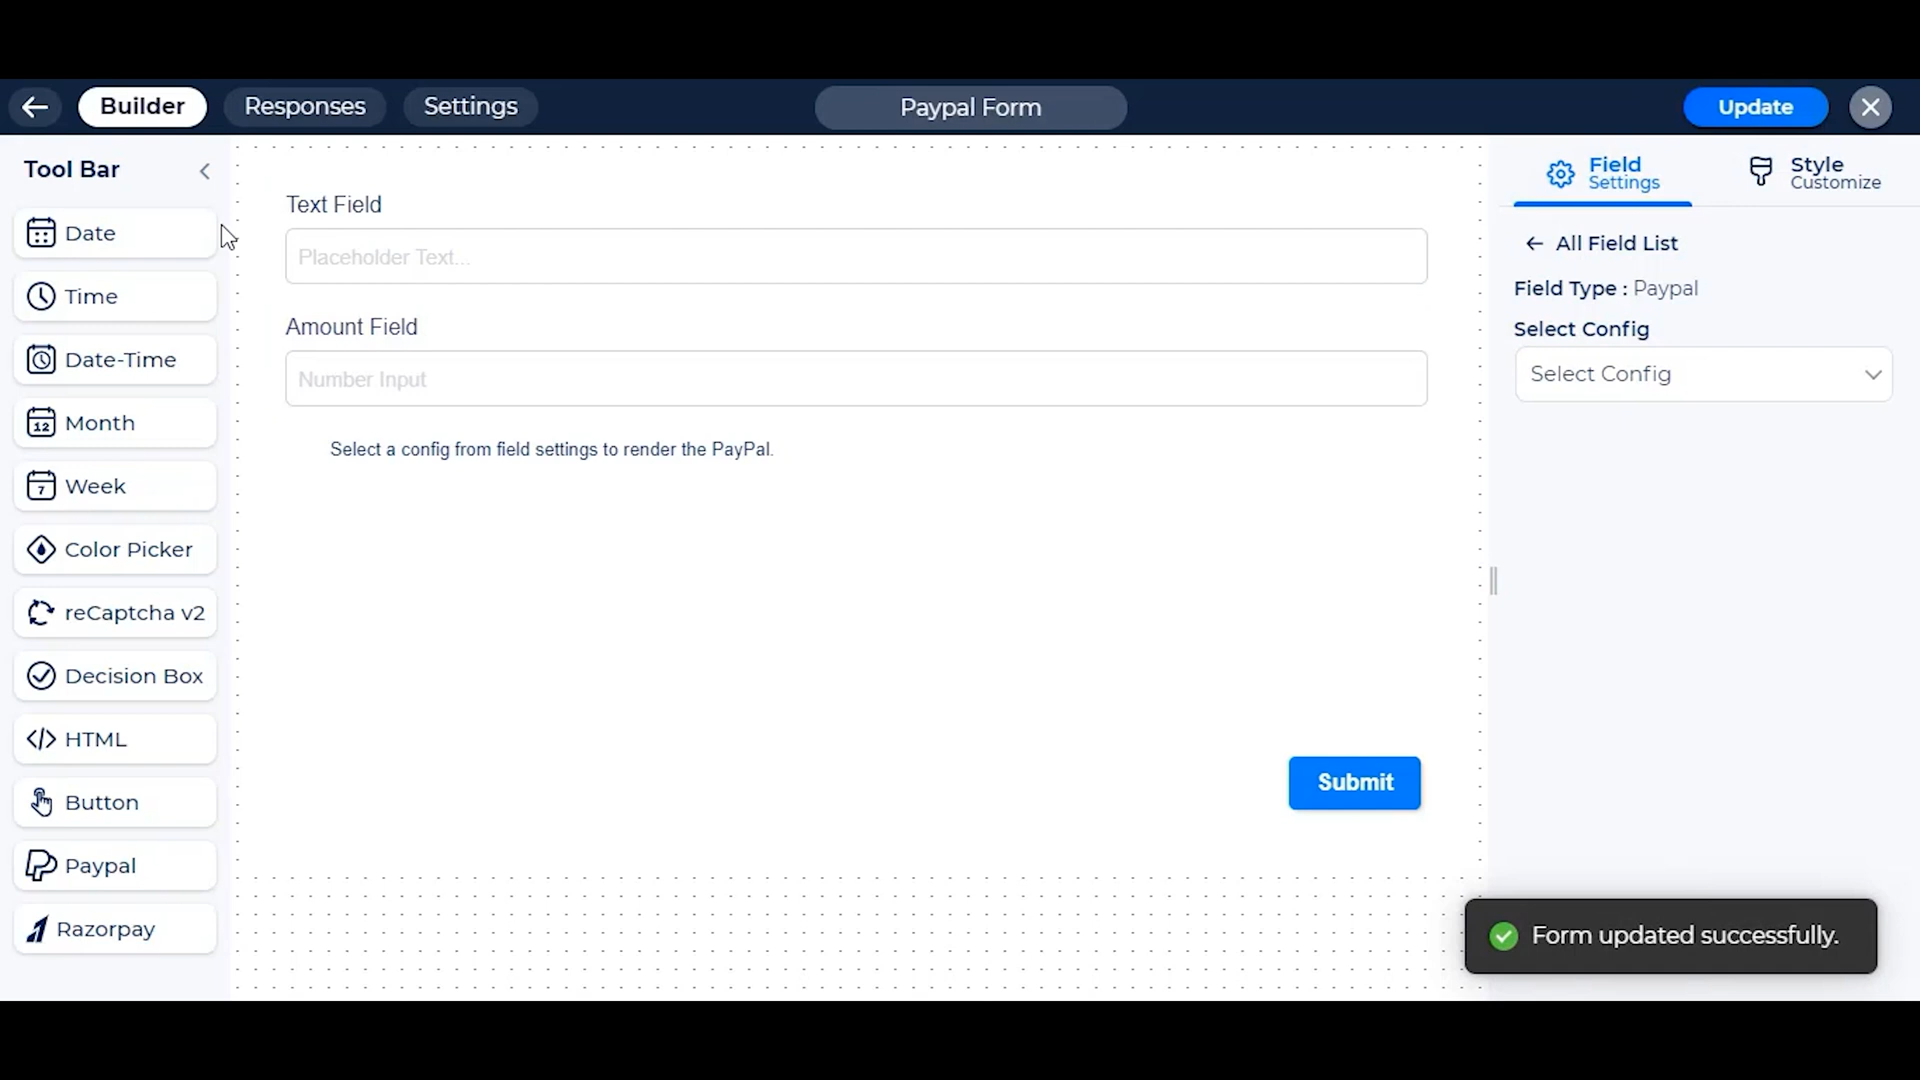 Builder
Responses
Settings
Paypal Form
Update
Tool Bar
Date
Time
Date-Time
12
Month
7
Week
Color Picker
reCaptcha v2
Decision Box
HTML
Button
Paypal
Razorpay
Text Field
Placeholder Text...
Amount Field
Number Input
Select a config from field settings to render the PayPal.
Submit
Field
Settings
Style
Customize
All Field List
Field Type : Paypal
Select Config
Select Config
Form updated successfully.